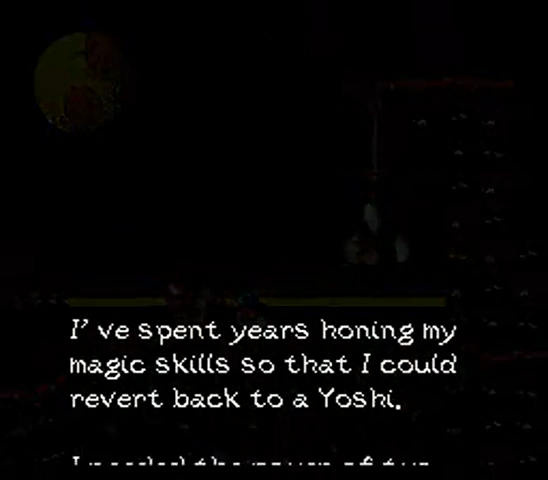 I've spent years honing my
magic skills so that I could
revert back to a Yoshi.